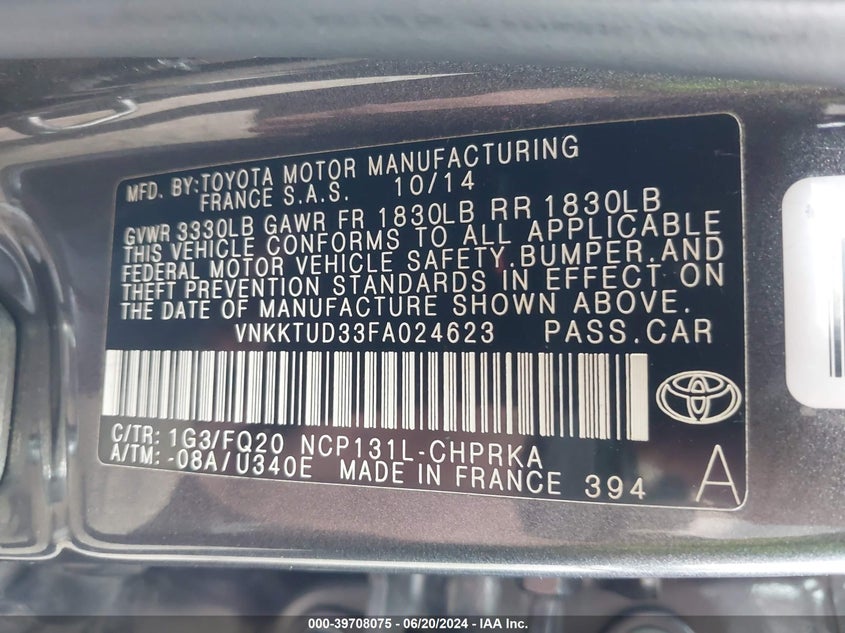 MFD. BY:TOYOTA MOTOR MANUFACTURING
FRANCE S.A.S. 10/14
GVWR 3330LB GAWR FR 1830LB RR 1830LB
THIS VEHICLE CONFORMS TO ALL APPLICABLE
FEDERAL MOTOR VEHICLE SAFETY,BUMPER,AND
THEFT PREVENTION STANDARDS IN EFFECT ON
THE DATE OF MANUFACTURE SHOWN ABOVE.
VNKKTUD33FA024623 PASS.CAR
C/TR: 1G3/FQ20 NCP131L-CHPRKA
A/TM: -08A/U340E MADE IN FRANCE 394 A
000-39708075 - 06/20/2024 - IAA Inc.